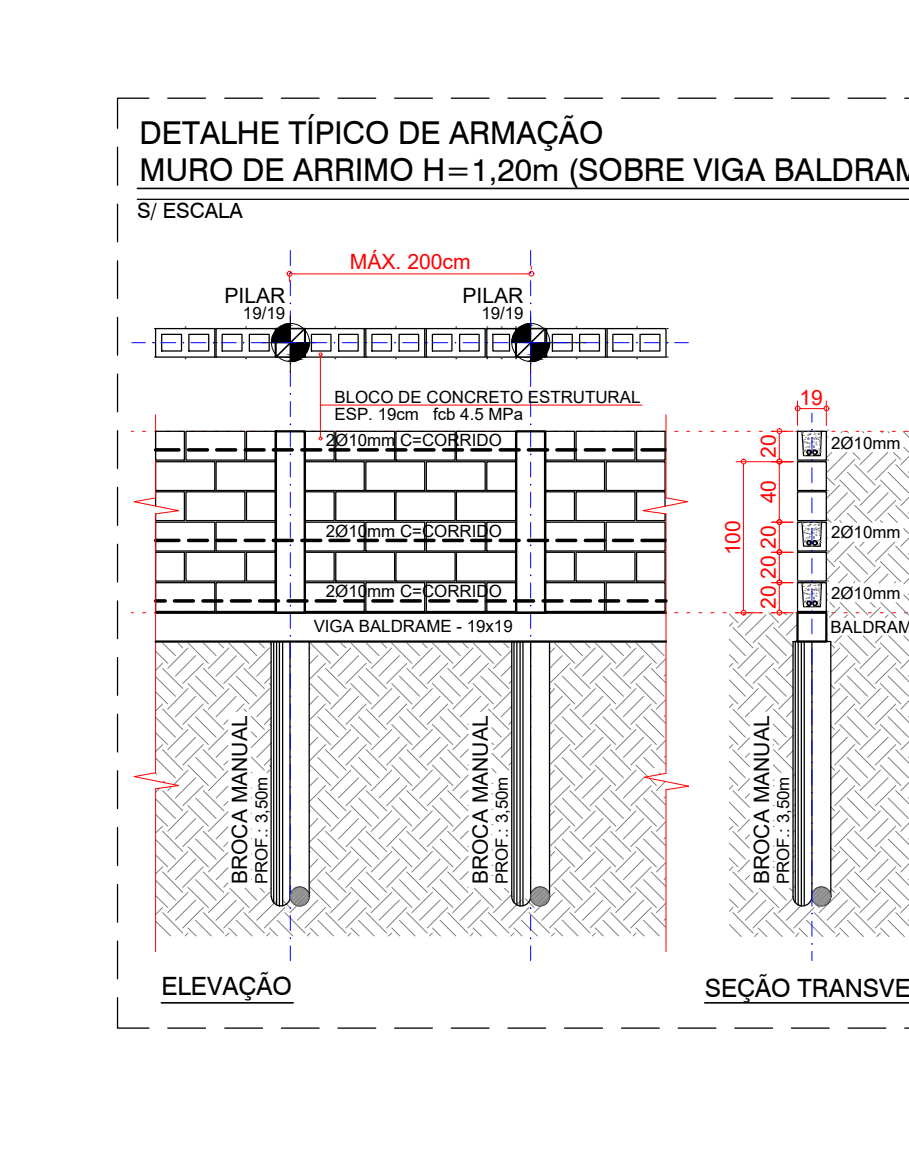 DETALHE TÍPICO DE ARMAÇÃO
MURO DE ARRIMO H=1,20m (SOBRE VIGA BALDRAM
S/ ESCALA
MÁX. 200cm
PILAR
19/19
PILAR
19/19
BLOCO DE CONCRETO ESTRUTURAL
ESP. 19cm fcb 4.5 MPa
2Ø10mm C=CORRIDO
2Ø10mm C=CORRIDO
2Ø10mm C=CORRIDO
VIGA BALDRAME - 19x19
BROCA MANUAL
PROF.: 3,50m
BROCA MANUAL
PROF.: 3,50m
ELEVAÇÃO
19
20
40
20
20
20
100
2Ø10mm
2Ø10mm
2Ø10mm
BALDRAM
BROCA MANUAL
PROF.: 3,50m
SEÇÃO TRANSVE